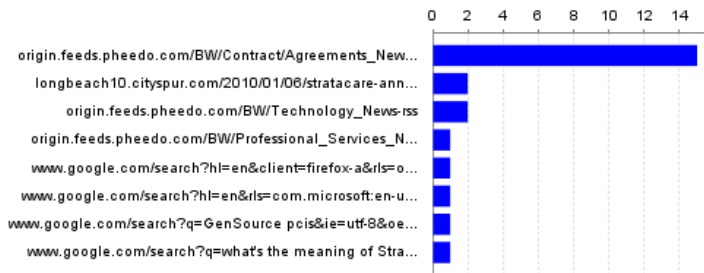 0 2 4 6 8 10 12 14
origin.feeds.pheedo.com/BW/Contract/Agreements_New...
longbeach10.cityspur.com/2010/01/06/stratacare-ann...
origin.feeds.pheedo.com/BW/Technology_News-rss
origin.feeds.pheedo.com/BW/Professional_Services_N...
www.google.com/search?hl=en&client=firefox-a&rls=o...
www.google.com/search?hl=en&rls=com.microsoft:en-u...
www.google.com/search?q=GenSource pcis&ie=utf-8&oe...
www.google.com/search?q=what's the meaning of Stra...